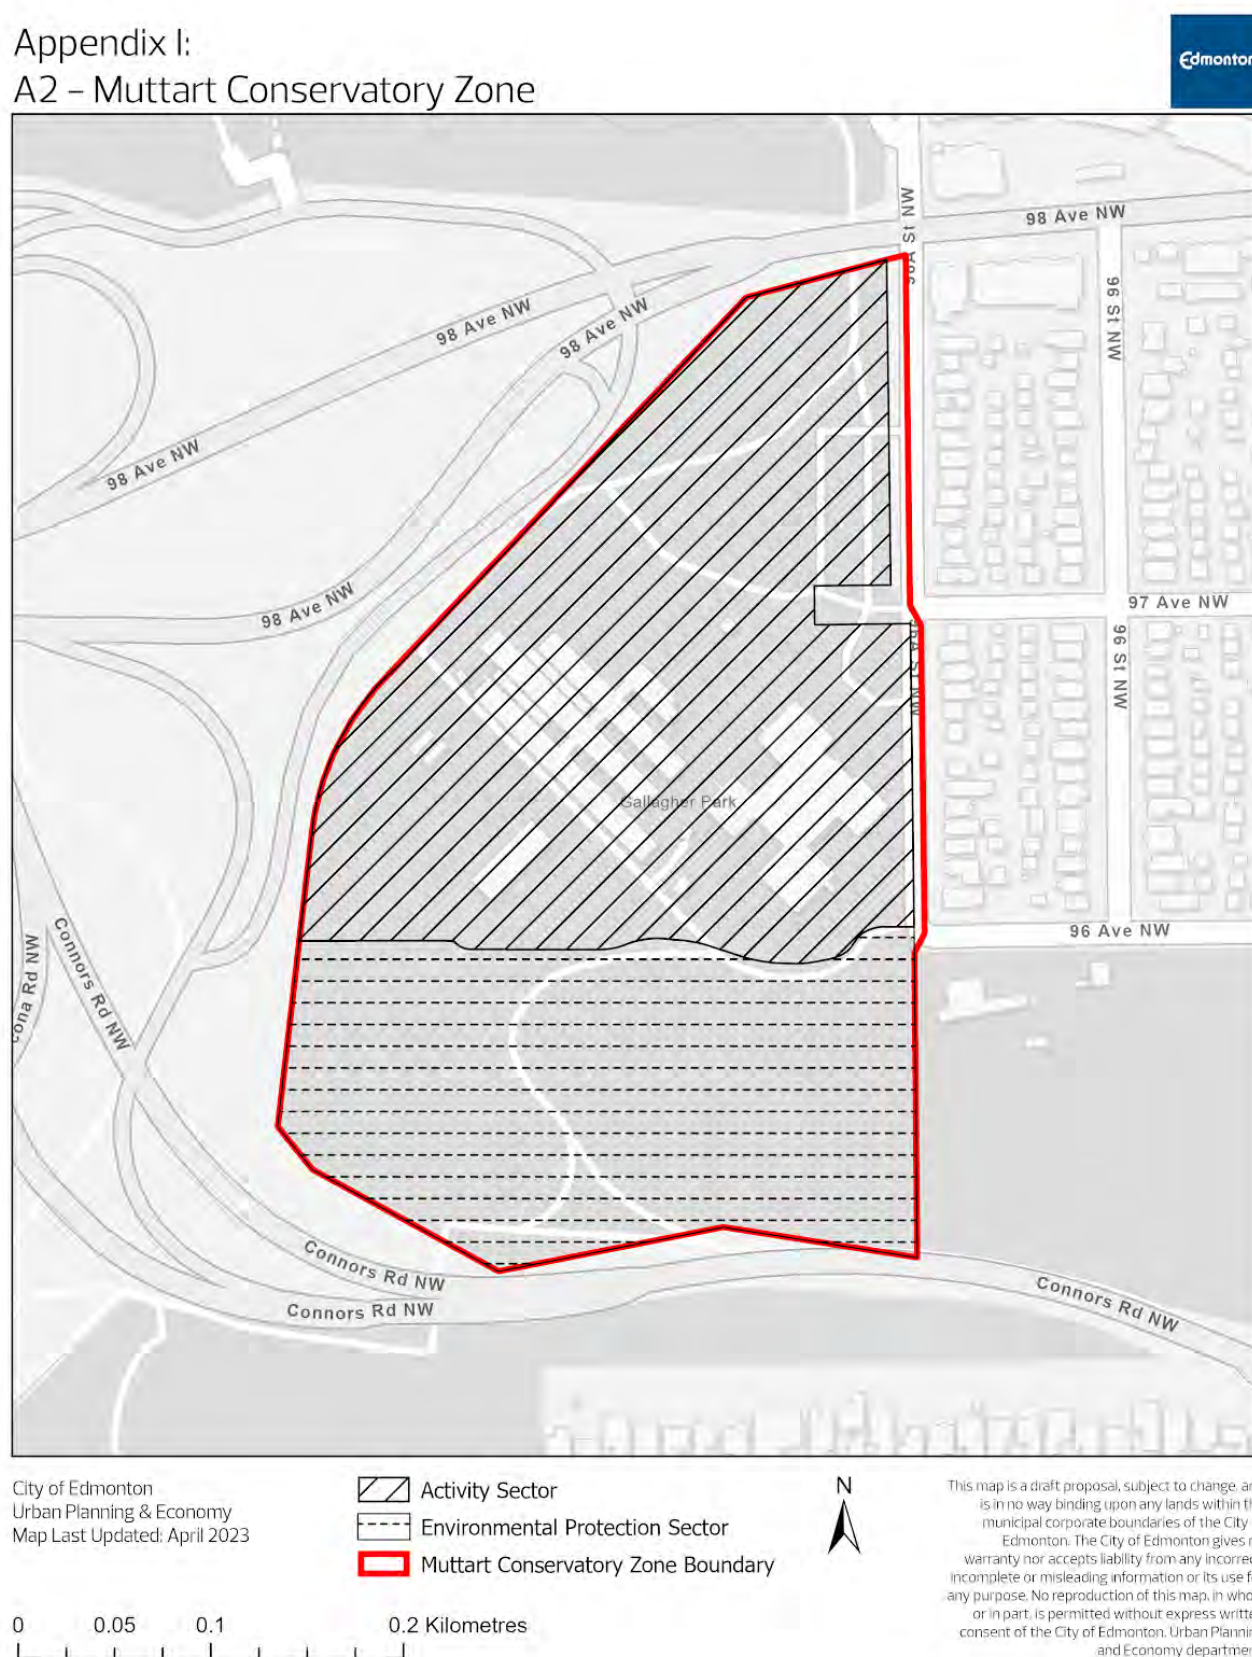 Appendix I:
A2 – Muttart Conservatory Zone
Edmonton
98 Ave NW
96 St NW
98 Ave NW
98 Ave NW
98 Ave NW
98 Ave NW
97 Ave NW
96 St NW
Gallagher Park
96 Ave NW
Connors Rd NW
Rd NW
Connors Rd NW
Connors Rd NW
Connors Rd NW
City of Edmonton
Urban Planning & Economy
Map Last Updated: April 2023
Activity Sector
Environmental Protection Sector
Muttart Conservatory Zone Boundary
N
This map is a draft proposal, subject to change
is in no way binding upon any lands within
municipal corporate boundaries of the City
Edmonton. The City of Edmonton gives
warranty nor accepts liability from any
incomplete or misleading information or its use
any purpose. No reproduction of this map, in
or in part, is permitted without express
consent of the City of Edmonton, Urban
and Economy
0 0.05 0.1 0.2 Kilometres